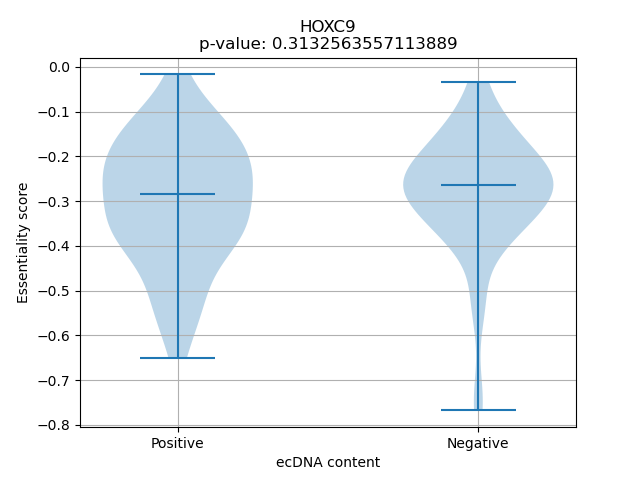 HOXC9
p-value: 0.3132563557113889
0.0
−0.1
−0.2
−0.3
−0.4
−0.5
−0.6
−0.7
−0.8
Essentiality score
Positive
Negative
ecDNA content